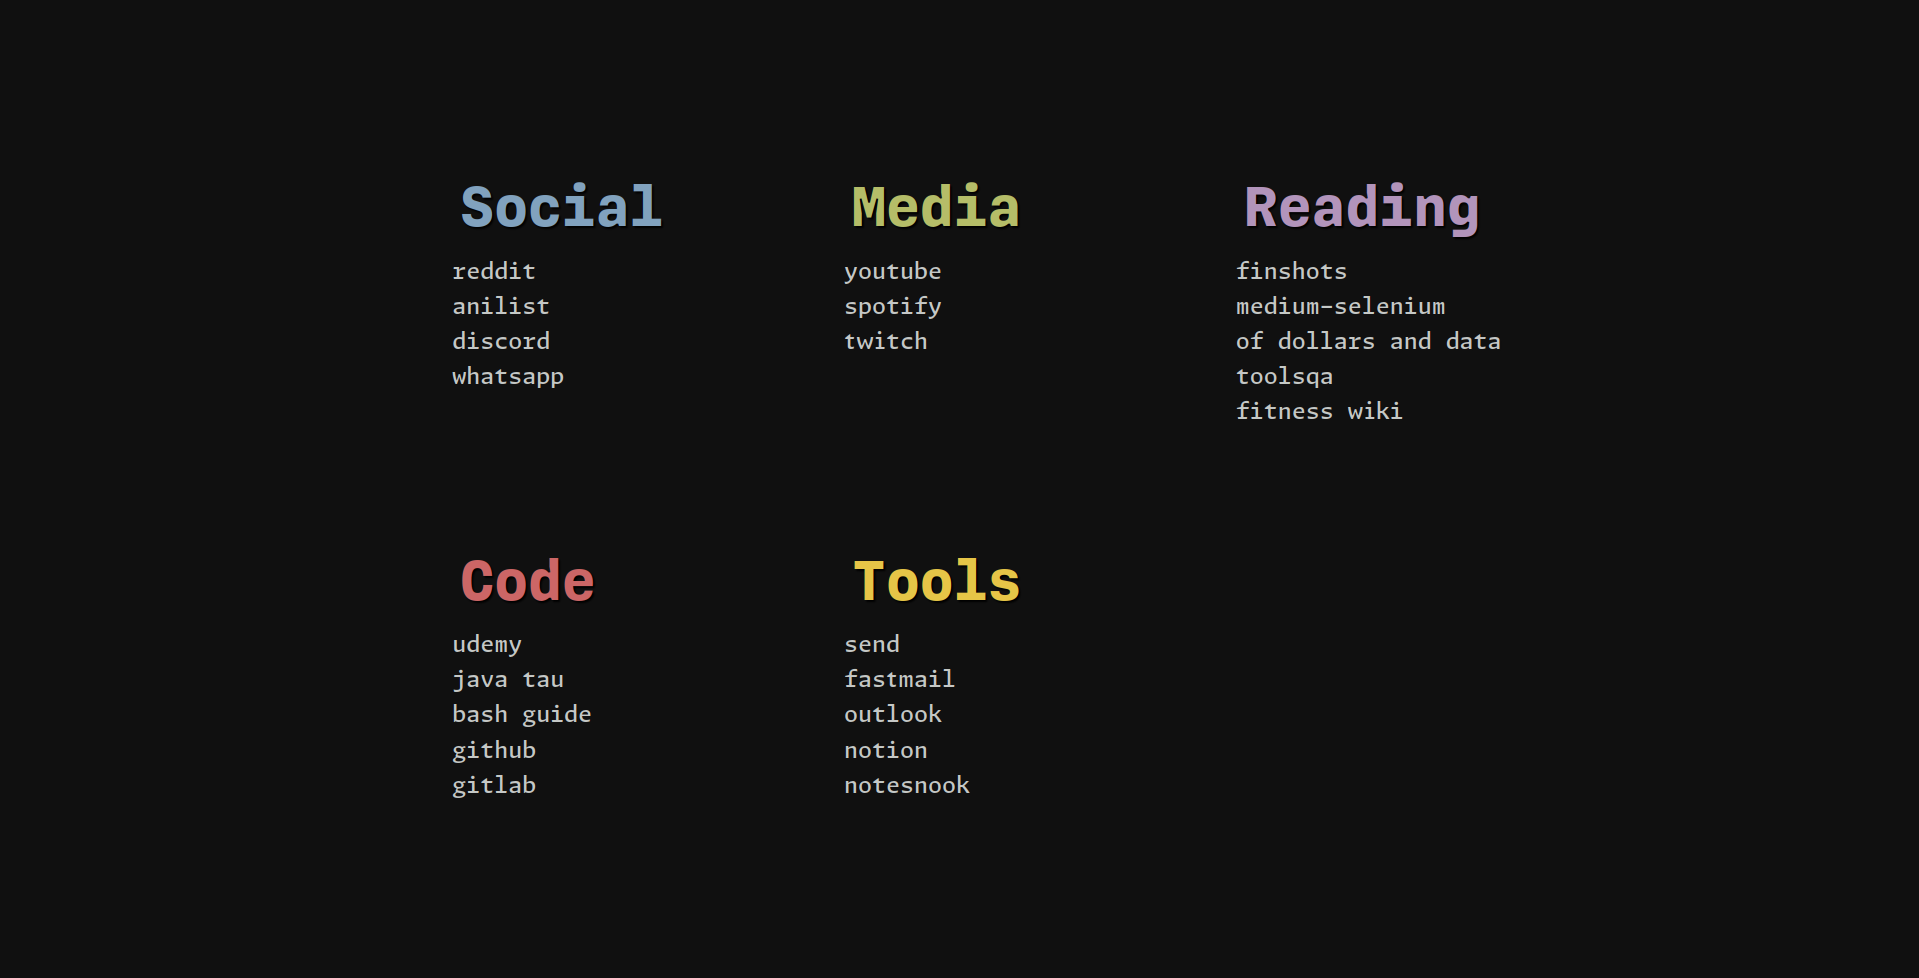 Social
reddit
anilist
discord
whatsapp
Media
youtube
spotify
twitch
Reading
finshots
medium-selenium
of dollars and data
toolsqa
fitness wiki
Code
udemy
java tau
bash guide
github
gitlab
Tools
send
fastmail
outlook
notion
notesnook